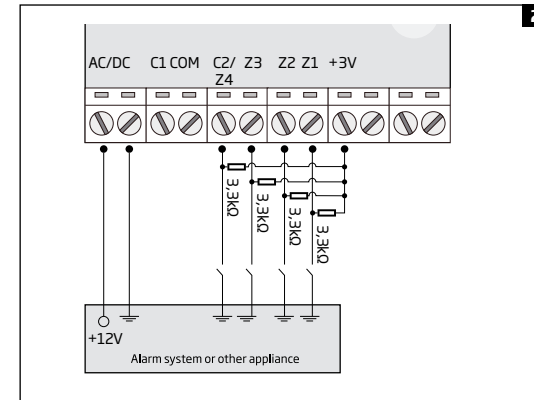 2
AC/DC C1 COM C2/ Z3 Z2 Z1 +3V
Z4
3,3kΩ
3,3kΩ
3,3kΩ
3,3kΩ
+12V
Alarm system or other appliance